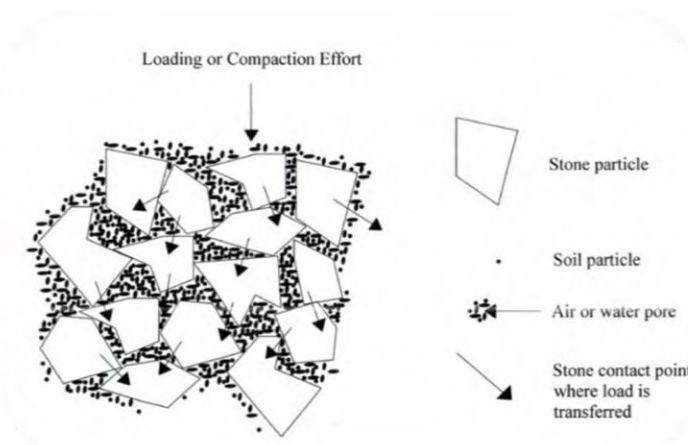 Loading or Compaction Effort
Stone particle
Soil particle
Air or water pore
Stone contact point
where load is
transferred